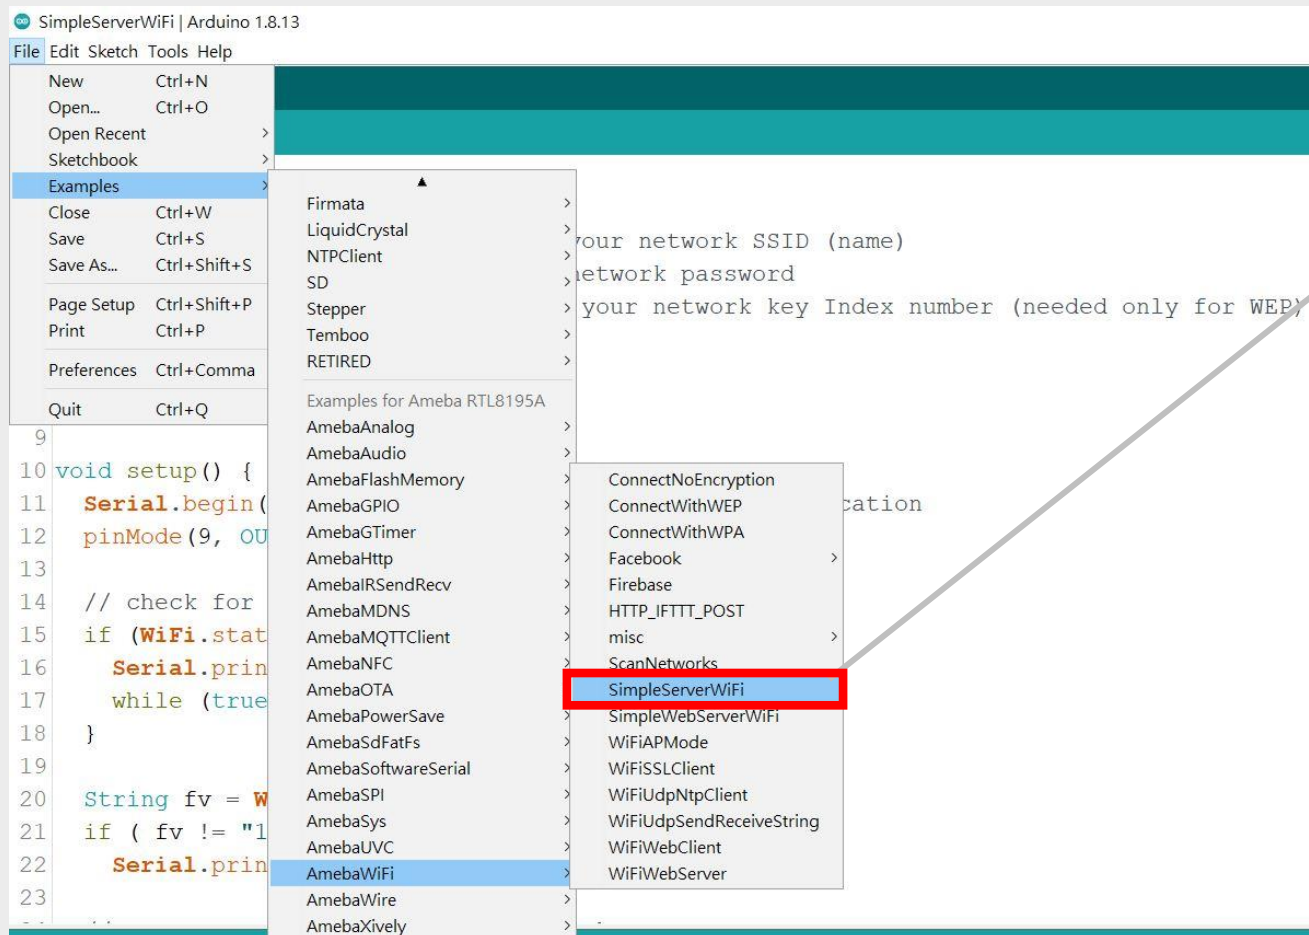 SimpleServerWiFi | Arduino 1.8.13
File Edit Sketch Tools Help
New Ctrl+N
Open... Ctrl+O
Open Recent
Sketchbook
Examples
Close Ctrl+W
Save Ctrl+S
Save As... Ctrl+Shift+S
Page Setup Ctrl+Shift+P
Print Ctrl+P
Preferences Ctrl+Comma
Quit Ctrl+Q
Firmata
LiquidCrystal
NTPClient
SD
Stepper
Temboo
RETIRED
Examples for Ameba RTL8195A
AmebaAnalog
AmebaAudio
AmebaFlashMemory
AmebaGPIO
AmebaGTimer
AmebaHttp
AmebaIRSendRecv
AmebaMDNS
AmebaMQTTClient
AmebaNFC
AmebaOTA
AmebaPowerSave
AmebaSdFatFs
AmebaSoftwareSerial
AmebaSPI
AmebaSys
AmebaUVC
AmebaWiFi
AmebaWire
AmebaXively
ConnectNoEncryption
ConnectWithWEP
ConnectWithWPA
Facebook
Firebase
HTTP_IFTTT_POST
misc
ScanNetworks
SimpleServerWiFi
SimpleWebServerWiFi
WiFiAPMode
WiFiSSLClient
WiFiUdpNtpClient
WiFiUdpSendReceiveString
WiFiWebClient
WiFiWebServer
your network SSID (name)
network password
your network key Index number (needed only for WEP)
9
10 void setup() {
11 Serial.begin( cation
12 pinMode(9, OU
13
14 // check for
15 if (WiFi.stat
16 Serial.prin
17 while (true
18 }
19
20 String fv = W
21 if ( fv != "1
22 Serial.prin
23